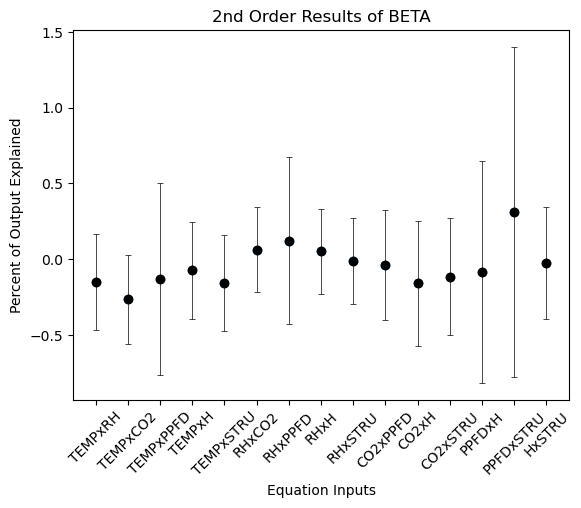 2nd Order Results of BETA
Percent of Output Explained
1.5
1.0
0.5
0.0
−0.5
TEMPxRH
TEMPxCO2
TEMPxPPFD
TEMPxH
TEMPxSTRU
RHxCO2
RHxPPFD
RHxH
RHxSTRU
CO2xPPFD
CO2xH
CO2xSTRU
PPFDxH
PPFDxSTRU
HxSTRU
Equation Inputs